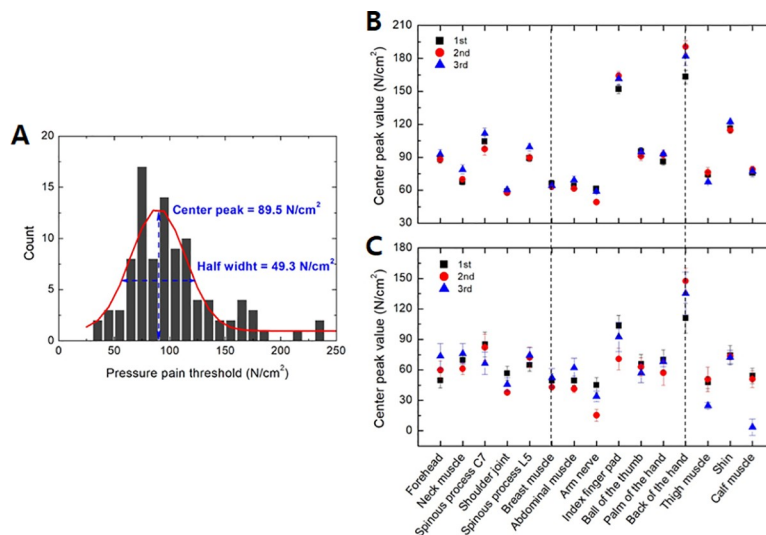 A
Count
20
15
10
5
0
Center peak = 89.5 N/cm²
Half widht = 49.3 N/cm²
0 50 100 150 200 250
Pressure pain threshold (N/cm²)
B
Center peak value (N/cm²)
210
180
150
120
90
60
30
1st
2nd
3rd
C
Center peak value (N/cm²)
180
150
120
90
60
30
0
1st
2nd
3rd
Forehead
Neck muscle
Spinous process C7
Shoulder joint
Spinous process L5
Breast muscle
Abdominal muscle
Arm nerve
Index finger pad
Ball of the thumb
Palm of the hand
Back of the hand
Thigh muscle
Shin
Calf muscle